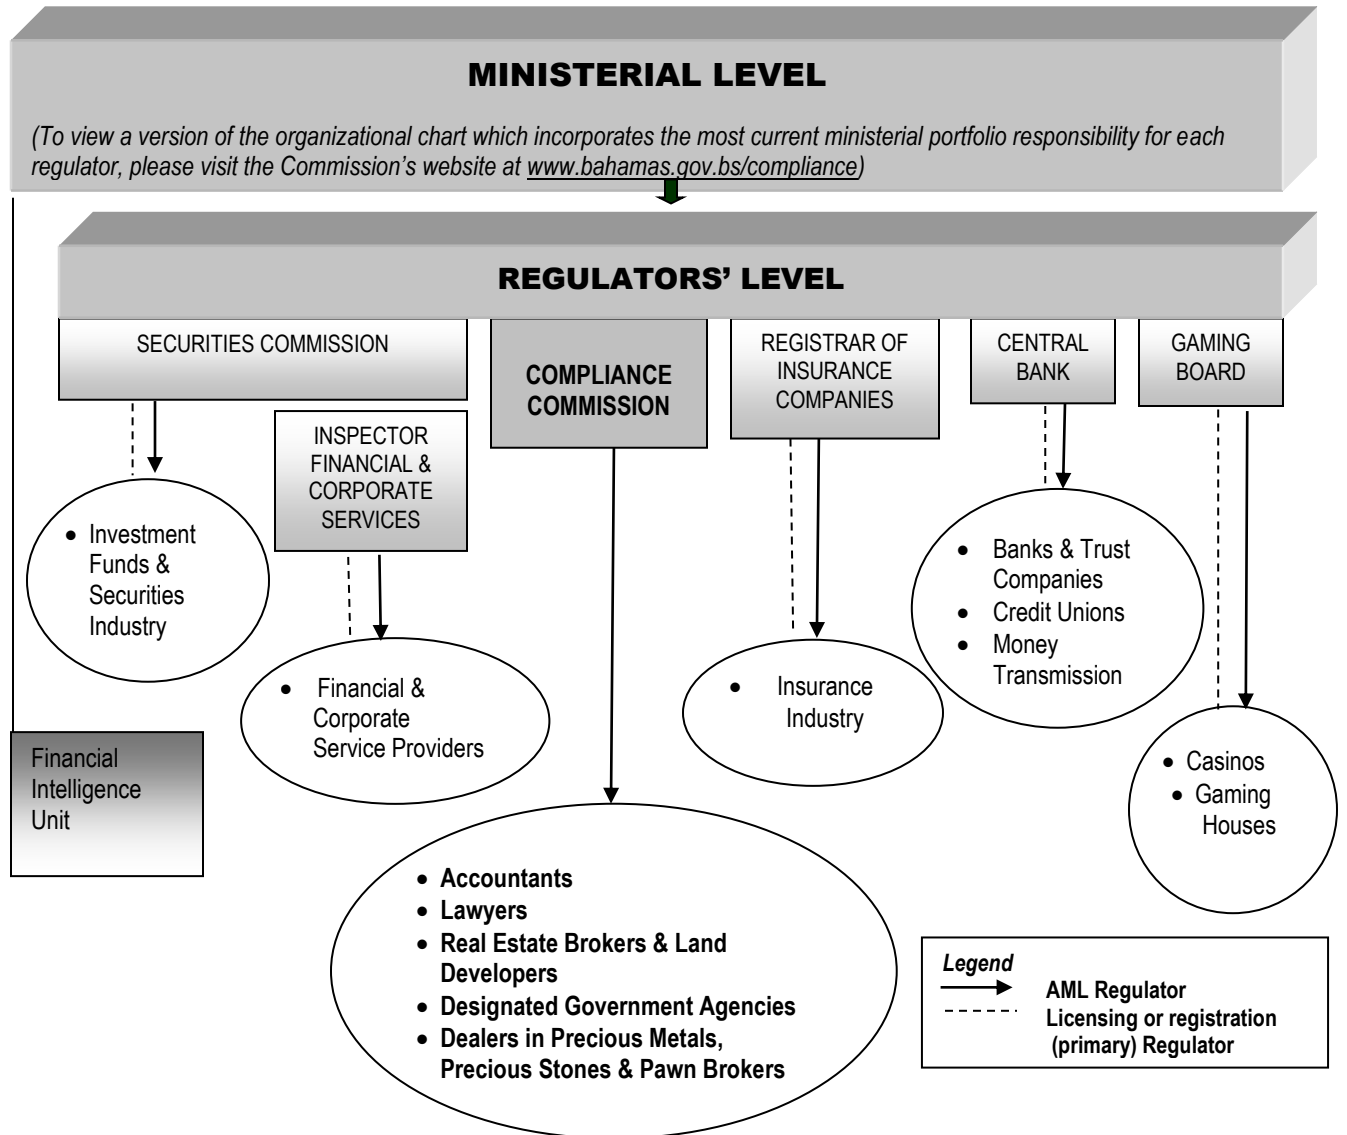 MINISTERIAL LEVEL
(To view a version of the organizational chart which incorporates the most current ministerial portfolio responsibility for each
regulator, please visit the Commission's website at www.bahamas.gov.bs/compliance)
REGULATORS' LEVEL
SECURITIES COMMISSION
INSPECTOR
FINANCIAL &
CORPORATE
SERVICES
COMPLIANCE
COMMISSION
REGISTRAR OF
INSURANCE
COMPANIES
CENTRAL
BANK
GAMING
BOARD
• Investment
Funds &
Securities
Industry
• Financial &
Corporate
Service Providers
• Insurance
Industry
• Banks & Trust
Companies
• Credit Unions
• Money
Transmission
• Casinos
• Gaming
Houses
Financial
Intelligence
Unit
• Accountants
• Lawyers
• Real Estate Brokers & Land
Developers
• Designated Government Agencies
• Dealers in Precious Metals,
Precious Stones & Pawn Brokers
Legend
AML Regulator
Licensing or registration
(primary) Regulator